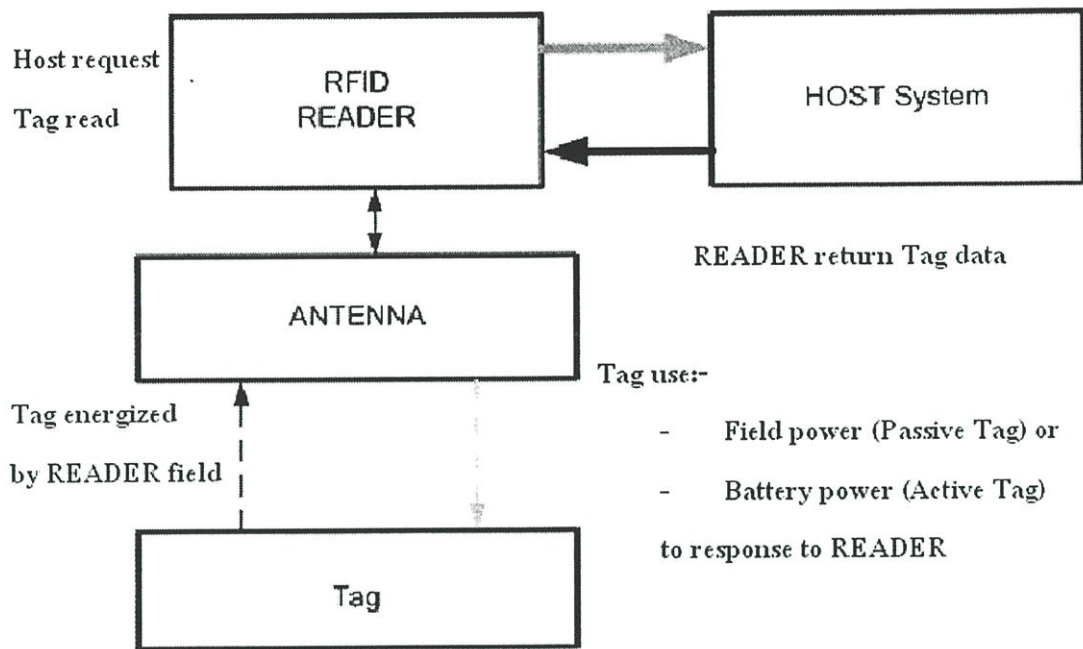 Host request
Tag read
RFID
READER
HOST System
READER return Tag data
ANTENNA
Tag energized
by READER field
Tag use:-
- Field power (Passive Tag) or
- Battery power (Active Tag)
to response to READER
Tag